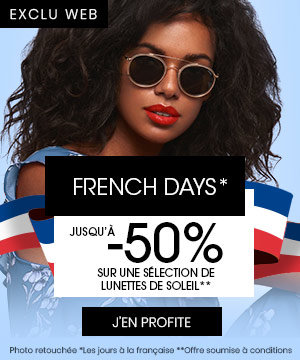 EXCLU WEB
FRENCH DAYS*
JUSQU'À
-50%
SUR UNE SÉLECTION DE
LUNETTES DE SOLEIL**
J'EN PROFITE
Photo retouchée *Les jours à la française **Offre soumise à conditions